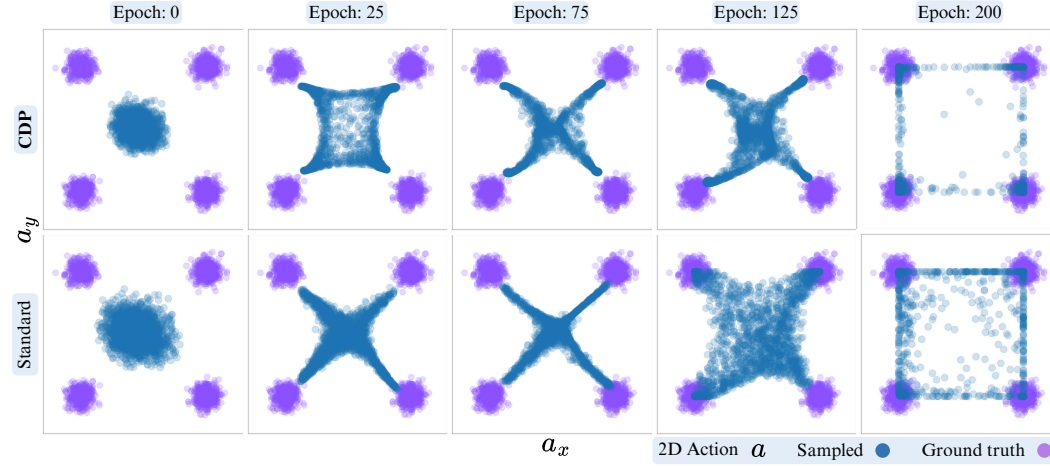 Epoch: 0
Epoch: 25
Epoch: 75
Epoch: 125
Epoch: 200
CDP
a_y
Standard
a_x
2D Action a Sampled Ground truth